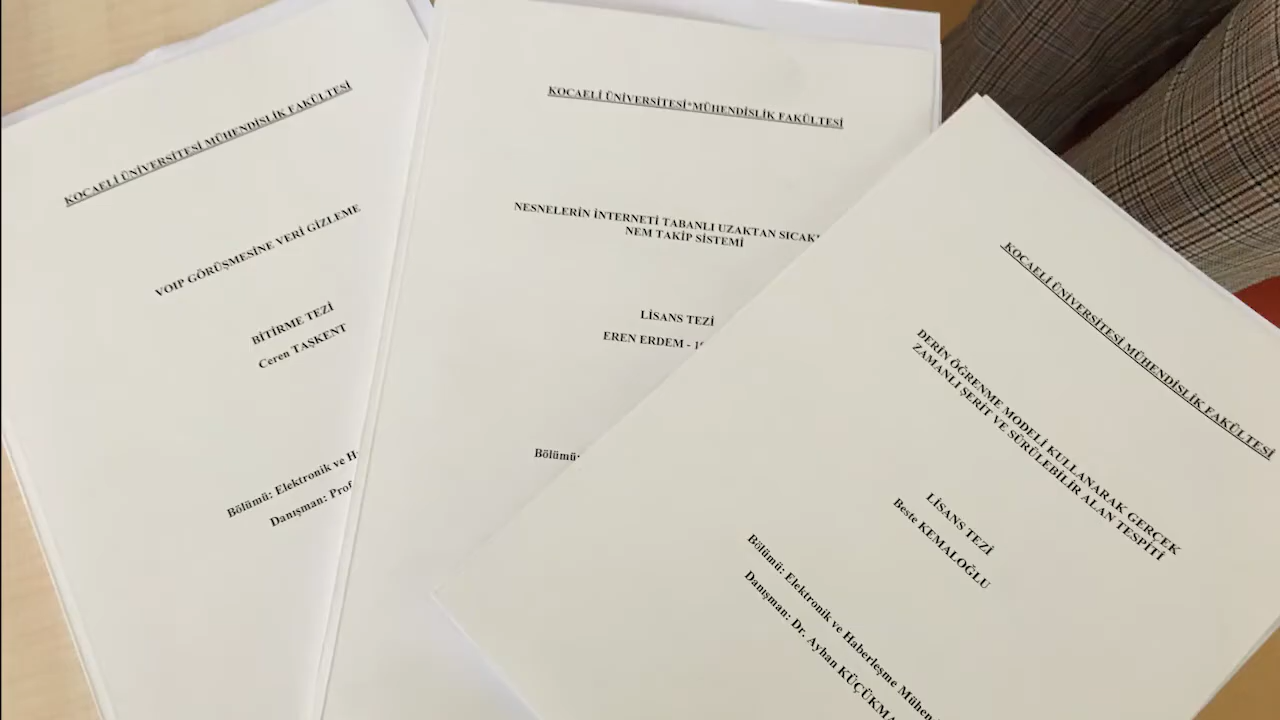 KOCAELİ ÜNİVERSİTESİ MÜHENDİSLİK FAKÜLTESİ
VOIP GÖRÜŞMESİNE VERİ GİZLEME
BİTİRME TEZİ
Ceren TAŞKENT
Bölümü: Elektronik ve
Danışman: Prof
KOCAELİ ÜNİVERSİTESİ*MÜHENDİSLİK FAKÜLTESİ
NESNELERİN İNTERNETİ TABANLI UZAKTAN
NEM TAKİP SİSTEMİ
LİSANS TEZİ
EREN ERDEM -
Bölümü:
KOCAELİ ÜNİVERSİTESİ MÜHENDİSLİK FAKÜLTESİ
DERİN ÖĞRENME MODELİ KULLANARAK GERÇEK
ZAMANLI ŞERİT VE SÜRÜLEBİLİR ALAN TESPİTİ
LİSANS TEZİ
Beste KEMALOĞLU
Bölümü: Elektronik ve Haberleşme
Danışman: Dr. Ayhan